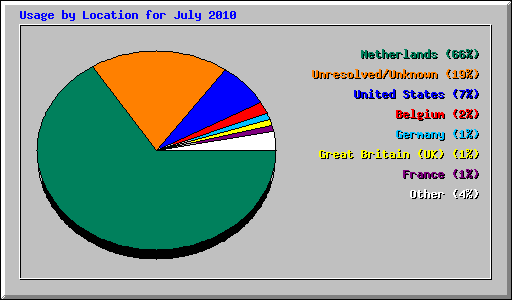 Usage by Location for July 2010
Netherlands (66%)
Unresolved/Unknown (19%)
United States (7%)
Belgium (2%)
Germany (1%)
Great Britain (UK) (1%)
France (1%)
Other (4%)